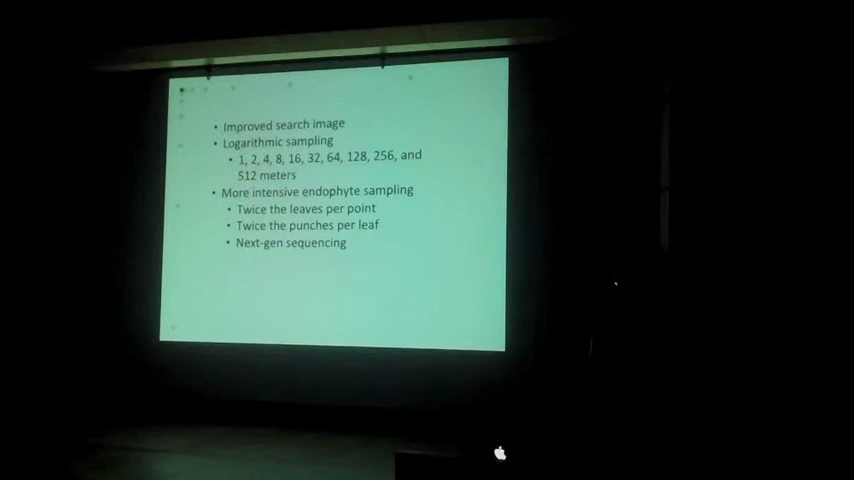 • Improved search image
• Logarithmic sampling
• 1, 2, 4, 8, 16, 32, 64, 128, 256, and
512 meters
• More intensive endophyte sampling
• Twice the leaves per point
• Twice the punches per leaf
• Next-gen sequencing